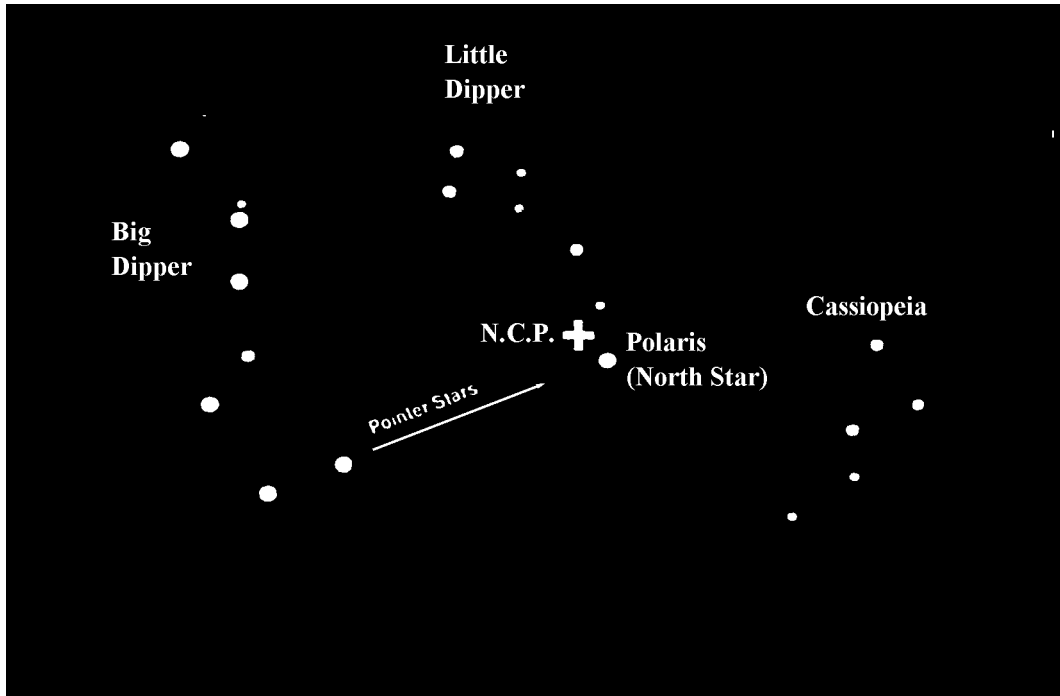 Little
Dipper
Big
Dipper
Cassiopeia
N.C.P.
Polaris
(North Star)
Pointer Stars